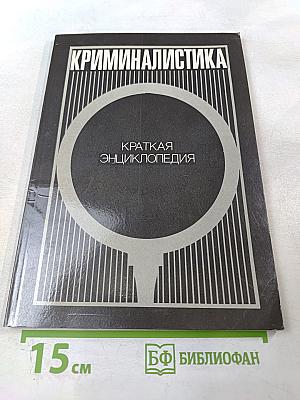 КРИМИНАЛИСТИКА
КРАТКАЯ
ЭНЦИКЛОПЕДИЯ
15 см
БФ БИБЛИОФАН